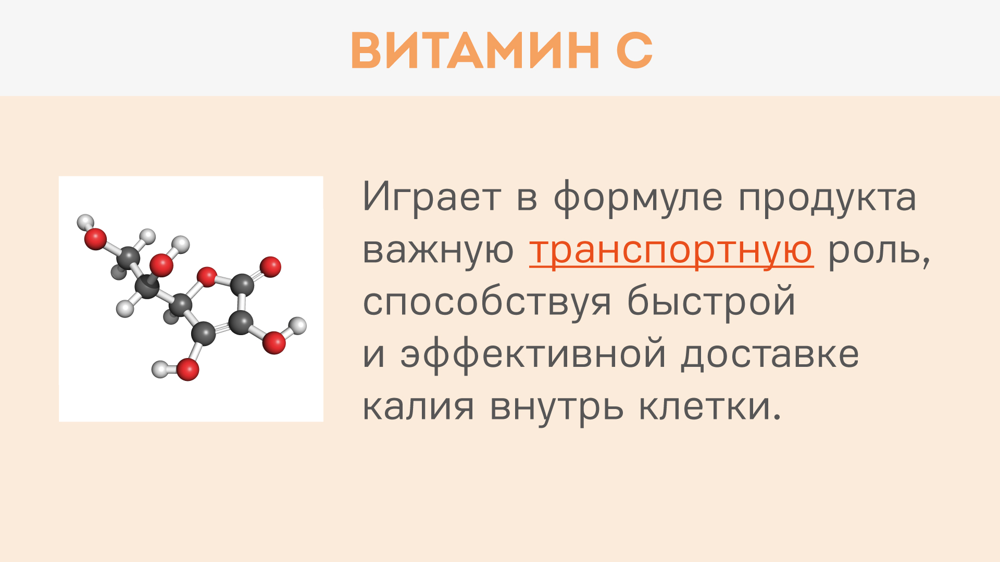 ВИТАМИН С
Играет в формуле продукта
важную транспортную роль,
способствуя быстрой
и эффективной доставке
калия внутрь клетки.